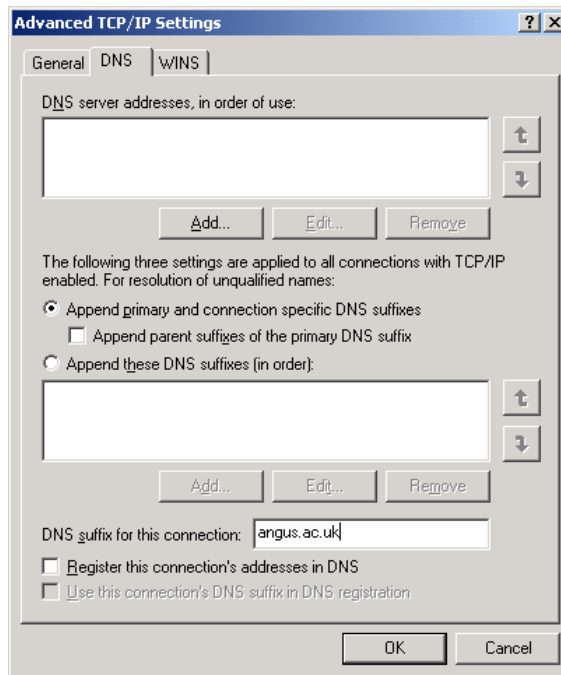 Advanced TCP/IP Settings
General DNS WINS
DNS server addresses, in order of use:
Add... Edit... Remove
The following three settings are applied to all connections with TCP/IP
enabled. For resolution of unqualified names:
Append primary and connection specific DNS suffixes
Append parent suffixes of the primary DNS suffix
Append these DNS suffixes (in order):
Add... Edit... Remove
DNS suffix for this connection: angus.ac.uk
Register this connection's addresses in DNS
Use this connection's DNS suffix in DNS registration
OK Cancel